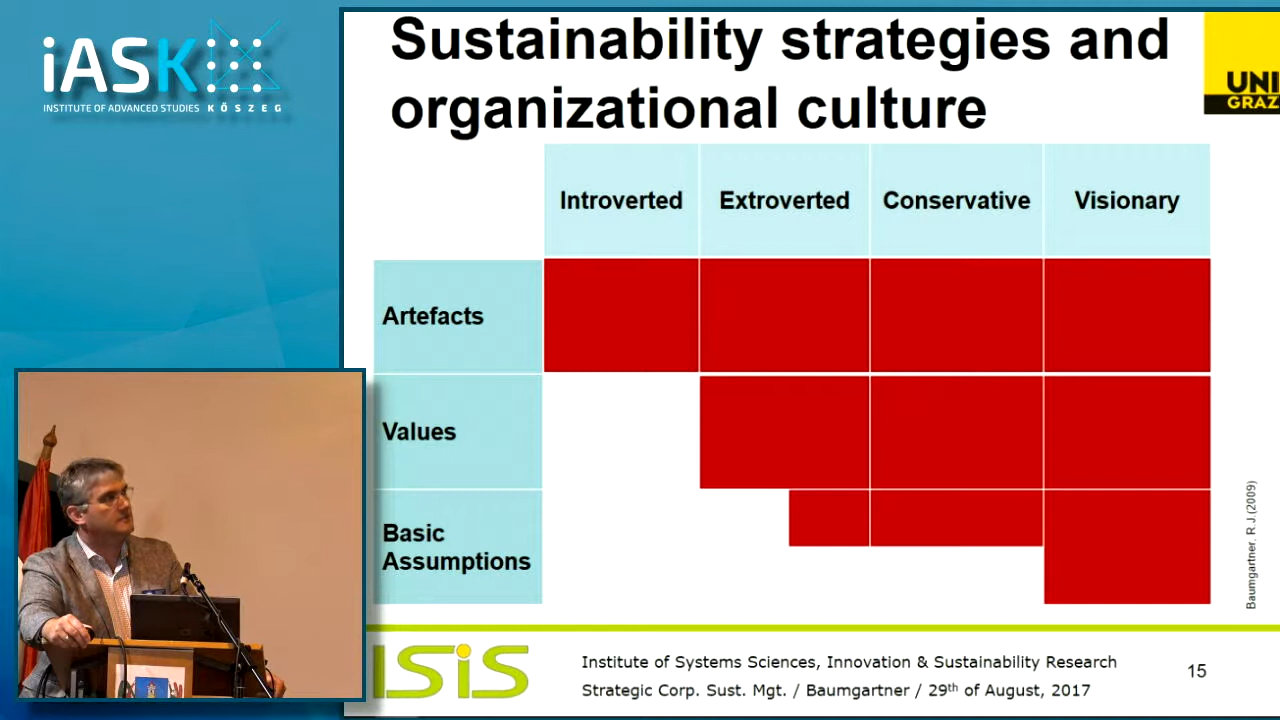 iASK
INSTITUTE OF ADVANCED STUDIES KŐSZEG
Sustainability strategies and
organizational culture
UNI
GRAZ
Introverted Extroverted Conservative Visionary
Artefacts
Values
Basic
Assumptions
Baumgartner. R.J.(2009)
ISIS
Institute of Systems Sciences, Innovation & Sustainability Research
Strategic Corp. Sust. Mgt. / Baumgartner / 29th of August, 2017
15